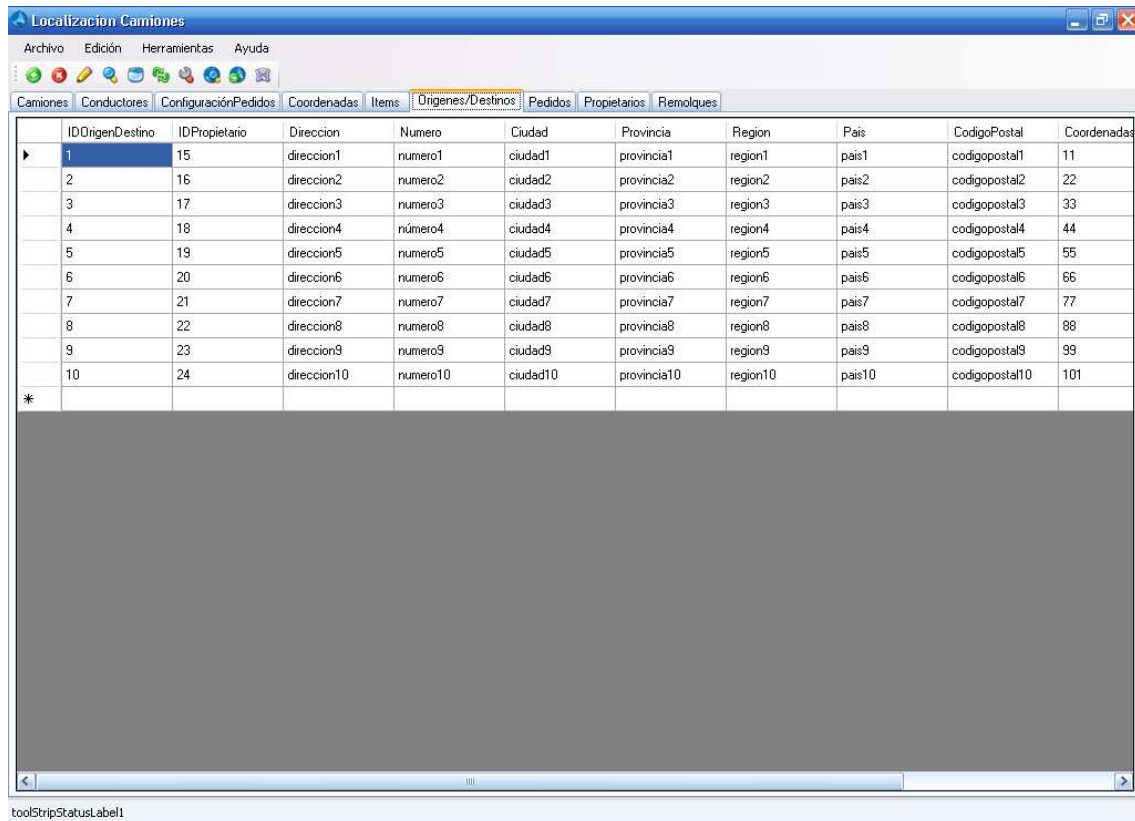 Localizacion Camiones
Archivo Edición Herramientas Ayuda
Camiones Conductores ConfiguraciónPedidos Coordenadas Items Origenes/Destinos Pedidos Propietarios Remolques
IDOrigenDestino IDPropietario Direccion Numero Ciudad Provincia Region Pais CodigoPostal Coordenadas
1 15 direccion1 numero1 ciudad1 provincia1 region1 pais1 codigopostal1 11
2 16 direccion2 numero2 ciudad2 provincia2 region2 pais2 codigopostal2 22
3 17 direccion3 numero3 ciudad3 provincia3 region3 pais3 codigopostal3 33
4 18 direccion4 número4 ciudad4 provincia4 region4 pais4 codigopostal4 44
5 19 direccion5 numero5 ciudad5 provincia5 region5 pais5 codigopostal5 55
6 20 direccion6 numero6 ciudad6 provincia6 region6 pais6 codigopostal6 66
7 21 direccion7 numero7 ciudad7 provincia7 region7 pais7 codigopostal7 77
8 22 direccion8 numero8 ciudad8 provincia8 region8 pais8 codigopostal8 88
9 23 direccion9 numero9 ciudad9 provincia9 region9 pais9 codigopostal9 99
10 24 direccion10 numero10 ciudad10 provincia10 region10 pais10 codigopostal10 101
toolStripStatusLabel1